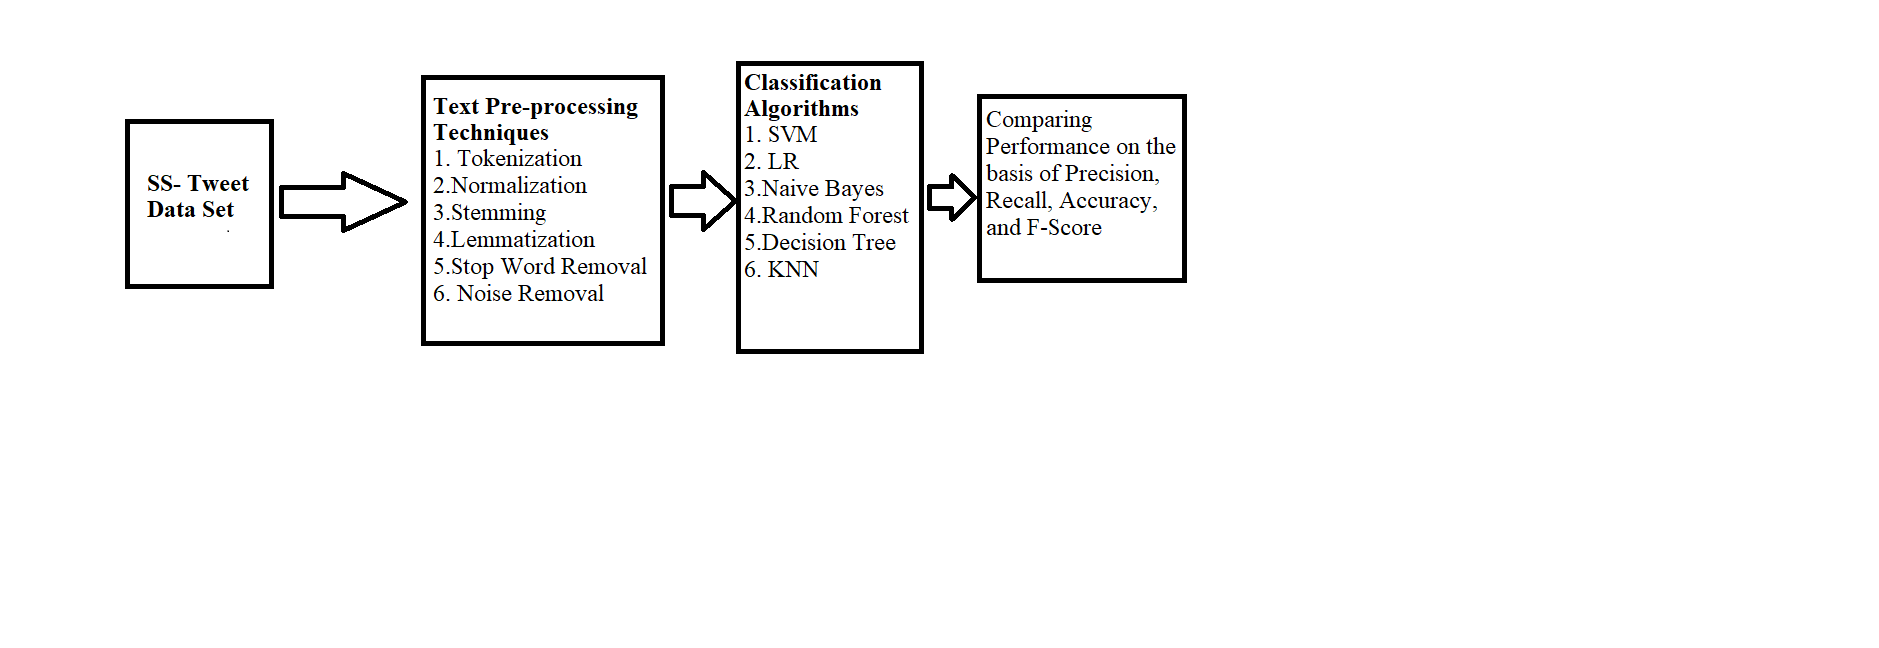 SS- Tweet
Data Set
Text Pre-processing
Techniques
1. Tokenization
2.Normalization
3.Stemming
4.Lemmatization
5.Stop Word Removal
6. Noise Removal
Classification
Algorithms
1. SVM
2. LR
3.Naive Bayes
4.Random Forest
5.Decision Tree
6. KNN
Comparing
Performance on the
basis of Precision,
Recall, Accuracy,
and F-Score